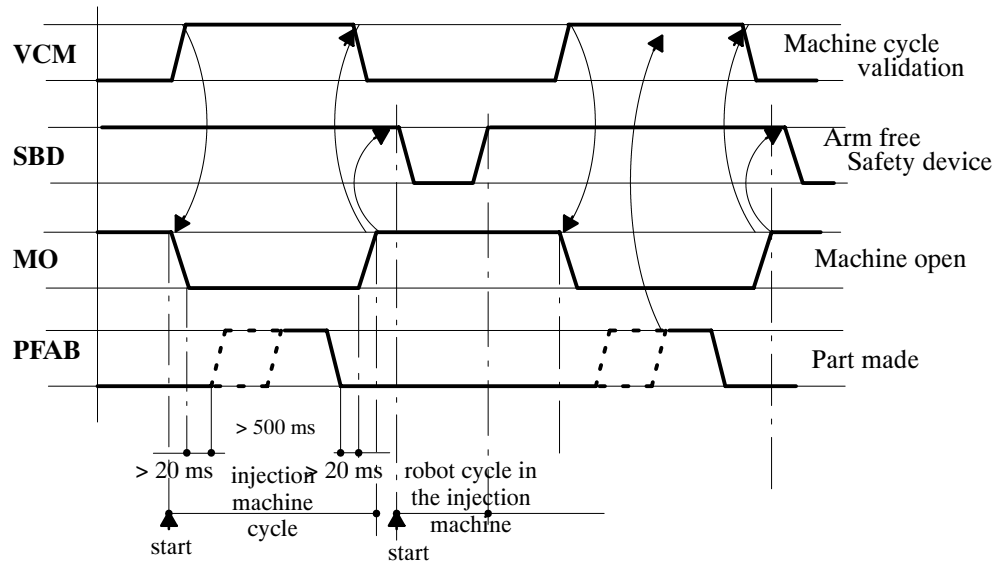 VCM
Machine cycle
validation
SBD
Arm free
Safety device
MO
Machine open
PFAB
Part made
> 500 ms
> 20 ms
injection
machine
cycle
> 20 ms
robot cycle in
the injection
machine
start
start